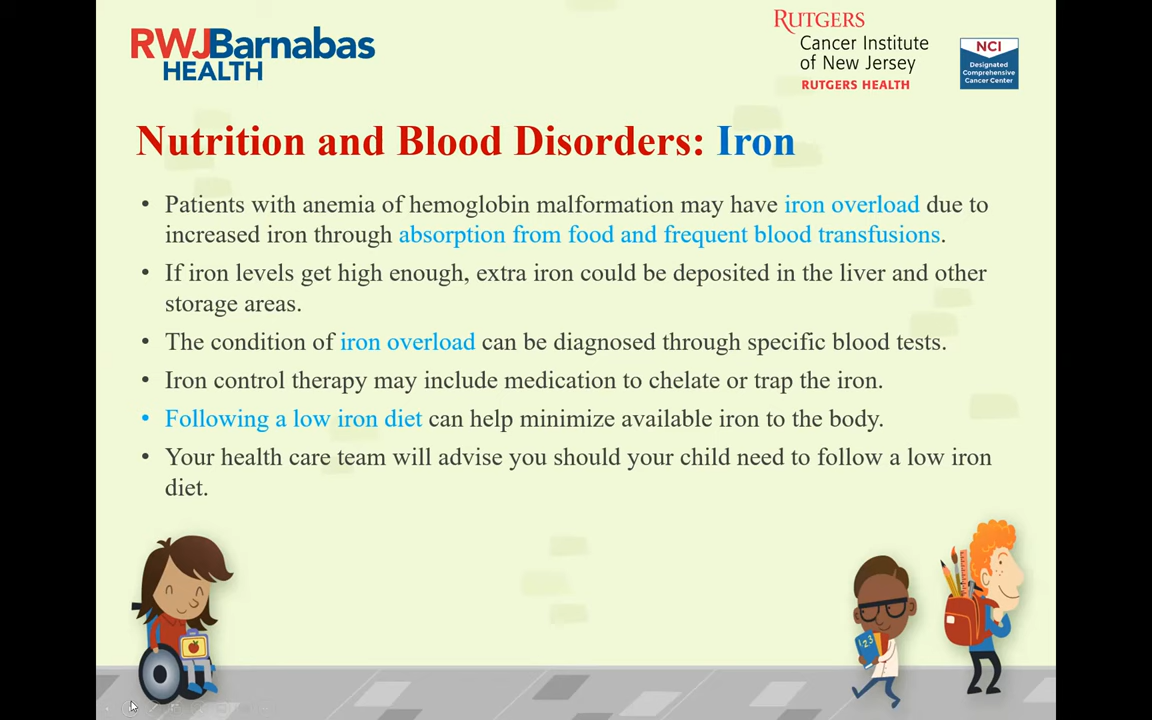 RWJBarnabas
HEALTH
RUTGERS
Cancer Institute
of New Jersey
RUTGERS HEALTH
NCI
Designated
Comprehensive
Cancer Center
Nutrition and Blood Disorders: Iron
• Patients with anemia of hemoglobin malformation may have iron overload due to
increased iron through absorption from food and frequent blood transfusions.
• If iron levels get high enough, extra iron could be deposited in the liver and other
storage areas.
• The condition of iron overload can be diagnosed through specific blood tests.
• Iron control therapy may include medication to chelate or trap the iron.
• Following a low iron diet can help minimize available iron to the body.
• Your health care team will advise you should your child need to follow a low iron
diet.
123